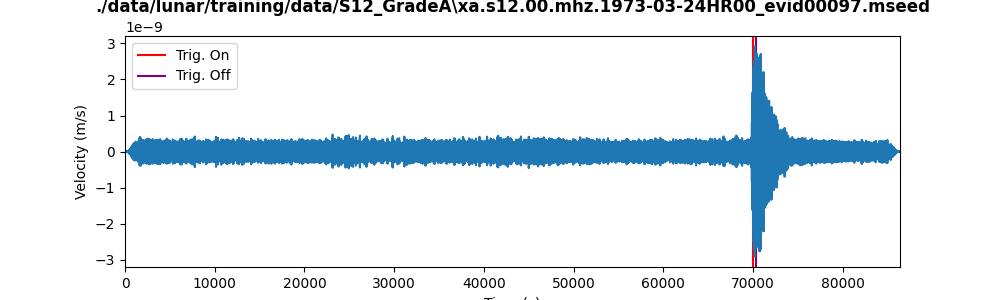 ./data/lunar/training/data/S12_GradeA\xa.s12.00.mhz.1973-03-24HR00_evid00097.mseed
1e−9
Trig. On
Trig. Off
3
2
1
0
−1
−2
−3
Velocity (m/s)
0 10000 20000 30000 40000 50000 60000 70000 80000